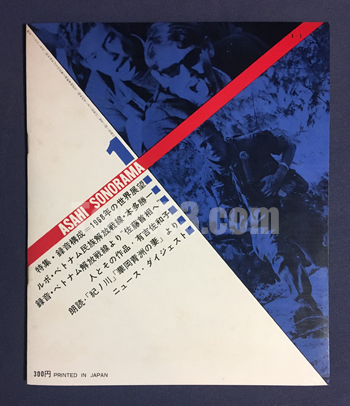 1
ASAHI SONORAMA
特集・録音構成=1968年の世界展望
ルポ・ベトナム民族解放戦線・本多勝一
録音・ベトナム解放戦線より・佐藤首相へ
人とその作品・有吉佐和子
朗読・「紀ノ川」「華岡青洲の妻」より
ニュース・ダイジェスト
300円 PRINTED IN JAPAN